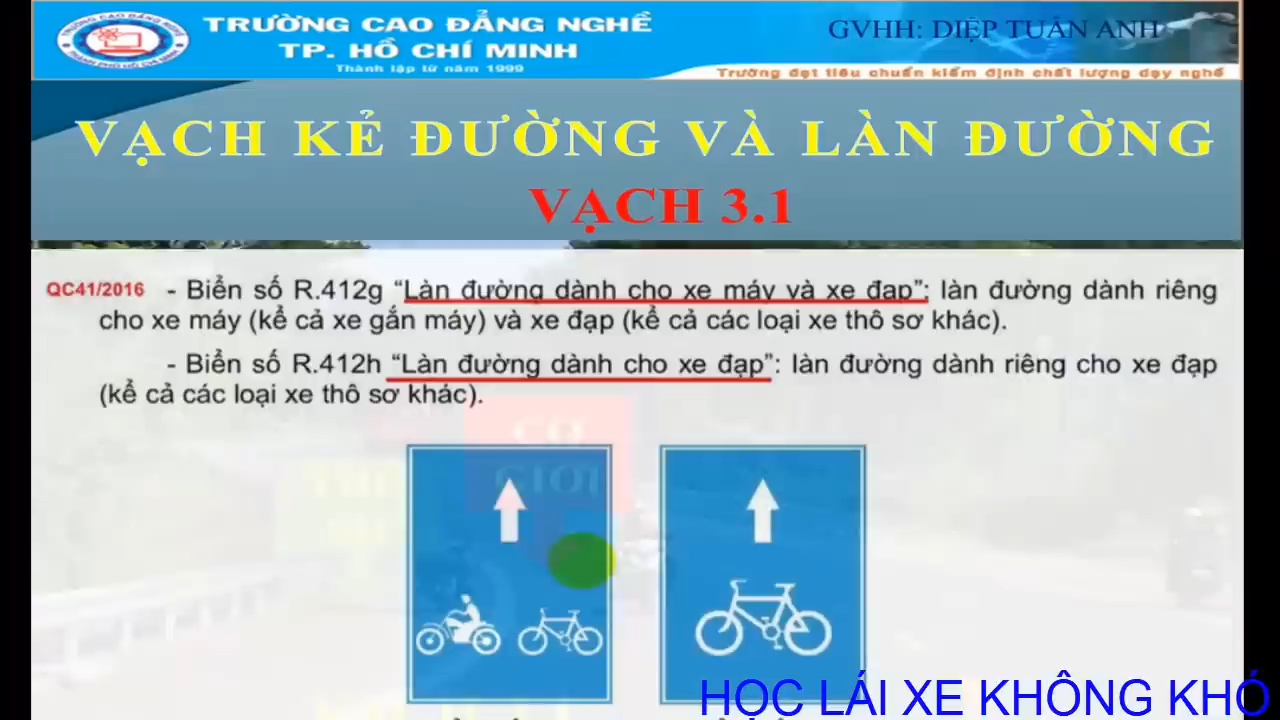 TRƯỜNG CAO ĐẲNG NGHỀ
TP. HỒ CHÍ MINH
Thành lập từ năm 1999
GVHH: DIỆP TUẤN ANH
Trường đạt tiêu chuẩn kiểm định chất lượng dạy nghề
VẠCH KẺ ĐƯỜNG VÀ LÀN ĐƯỜNG
VẠCH 3.1
QC41/2016 - Biển số R.412g “Làn đường dành cho xe máy và xe đạp”: làn đường dành riêng
cho xe máy (kể cả xe gắn máy) và xe đạp (kể cả các loại xe thô sơ khác).
- Biển số R.412h “Làn đường dành cho xe đạp”: làn đường dành riêng cho xe đạp
(kể cả các loại xe thô sơ khác).
CƠ
GIỚI
HỌC LÁI XE KHÔNG KHÓ